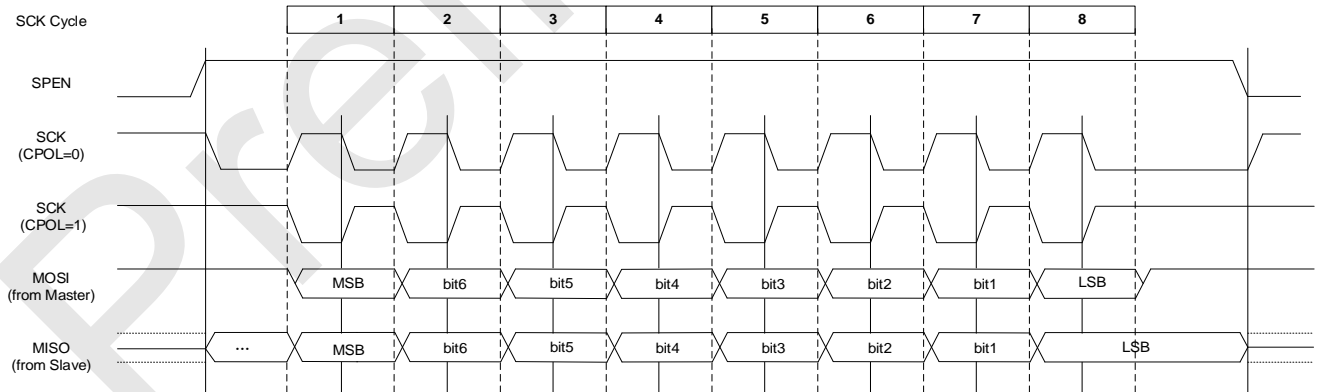 SCK Cycle 1 2 3 4 5 6 7 8
SPEN
SCK
(CPOL=0)
SCK
(CPOL=1)
MOSI
(from Master)
MSB bit6 bit5 bit4 bit3 bit2 bit1 LSB
MISO
(from Slave)
... MSB bit6 bit5 bit4 bit3 bit2 bit1 LSB